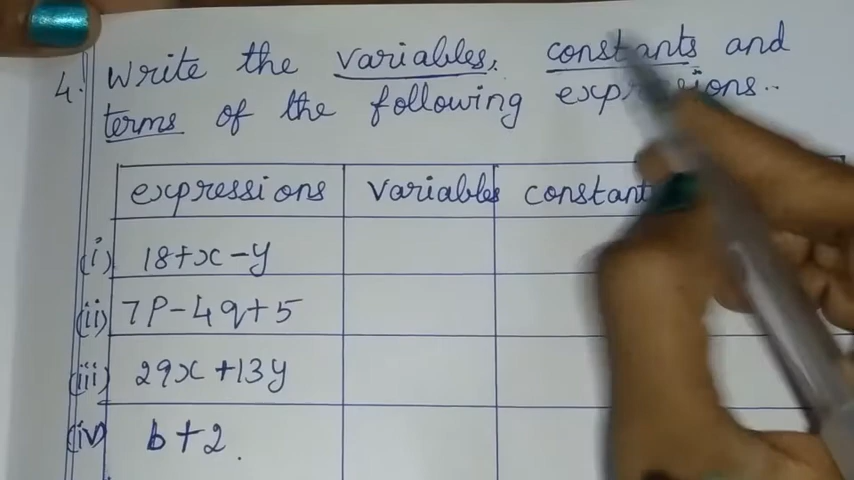 4. Write the variables, constants and
terms of the following expressions..
expressions variables constant
(i) 18+x-y
(ii) 7p-4q+5
(iii) 29x+13y
(iv) b+2.